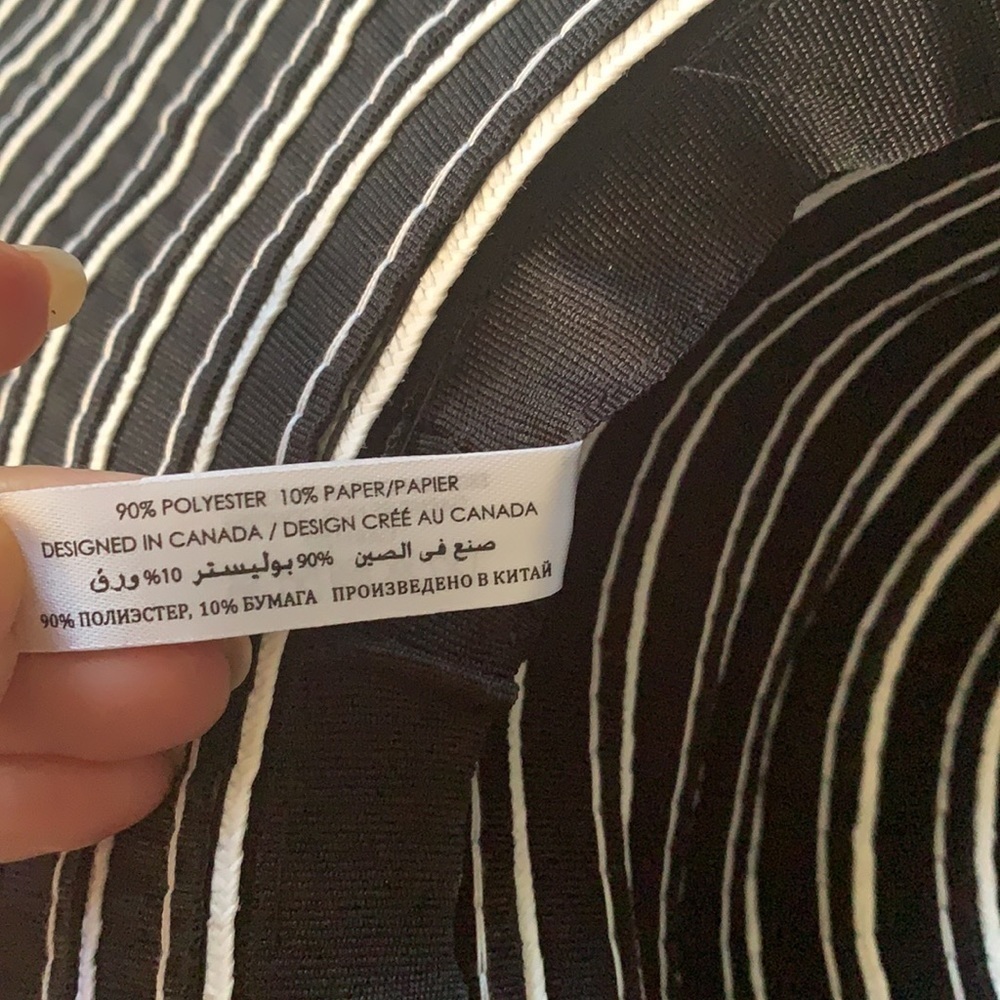 90% POLYESTER 10% PAPER/PAPIER
DESIGNED IN CANADA / DESIGN CRÉÉ AU CANADA
صنع فى الصين 90% بوليستر 10% ورق
90% ПОЛИЭСТЕР, 10% БУМАГА ПРОИЗВЕДЕНО В КИТАЙ